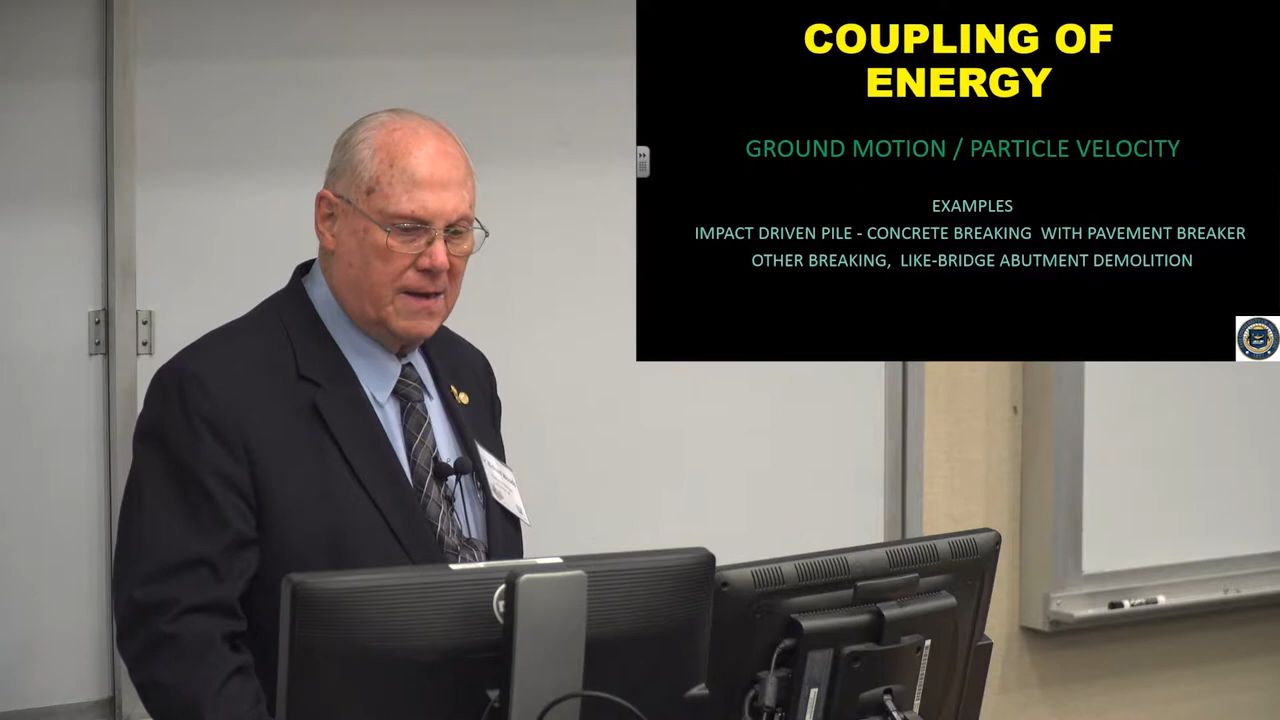 COUPLING OF
ENERGY
GROUND MOTION / PARTICLE VELOCITY
EXAMPLES
IMPACT DRIVEN PILE - CONCRETE BREAKING WITH PAVEMENT BREAKER
OTHER BREAKING, LIKE-BRIDGE ABUTMENT DEMOLITION